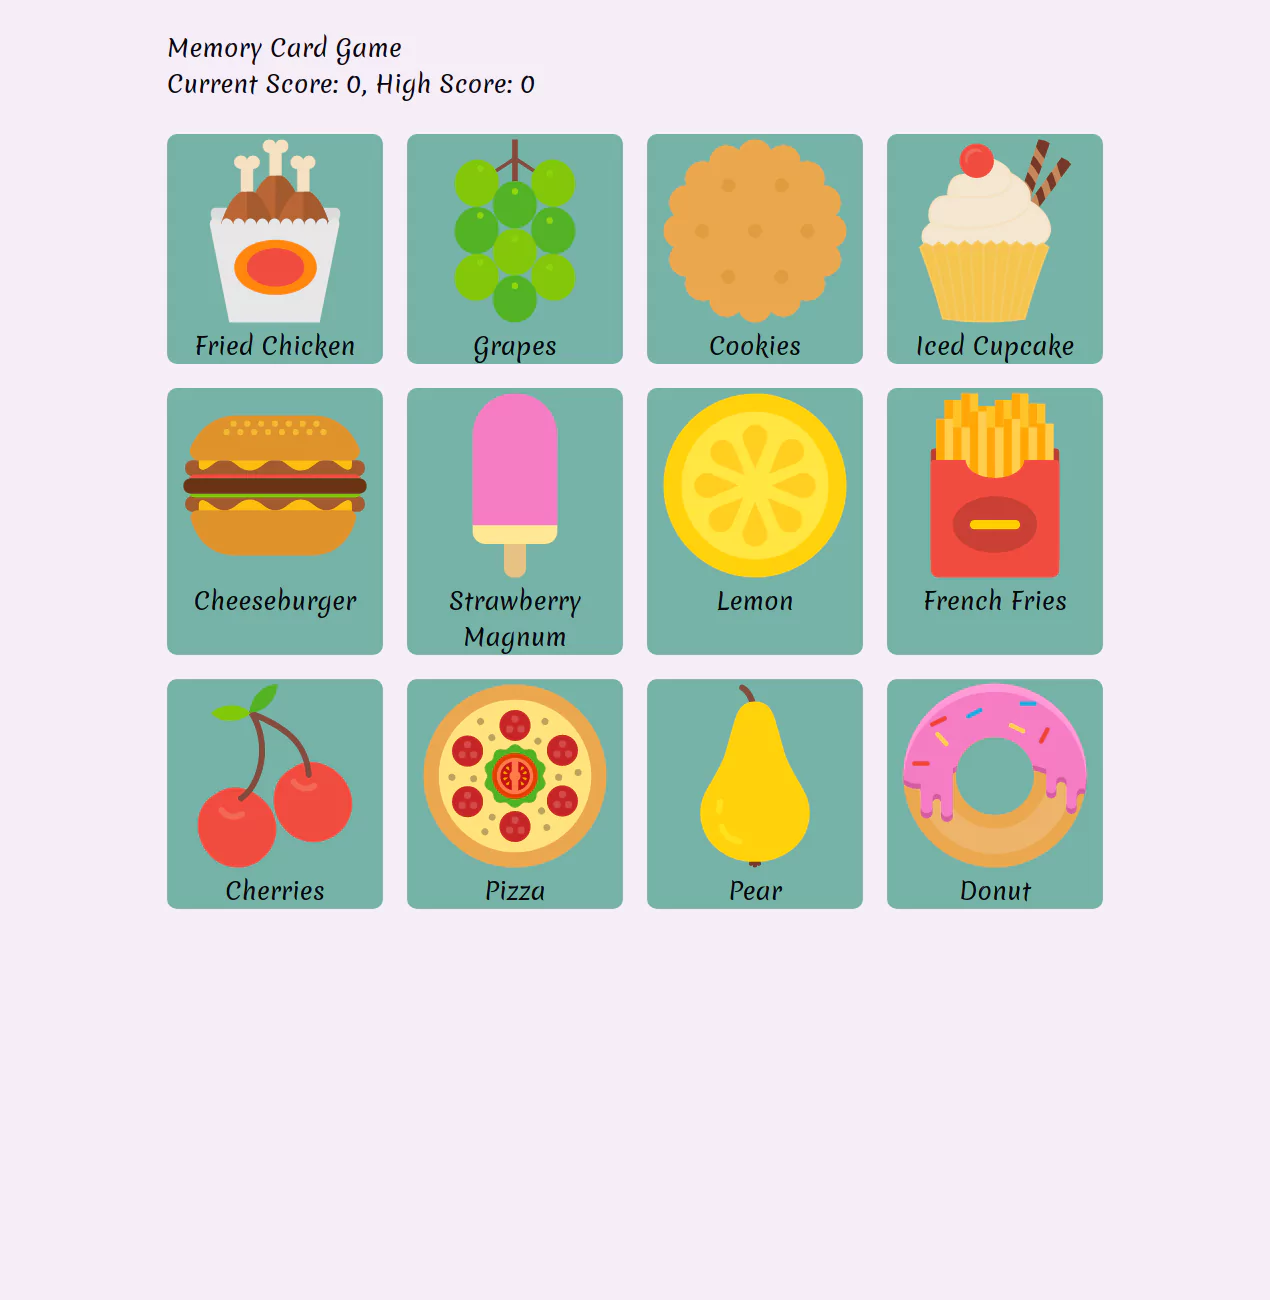 Memory Card Game
Current Score: 0, High Score: 0
Fried Chicken
Grapes
Cookies
Iced Cupcake
Cheeseburger
Strawberry
Magnum
Lemon
French Fries
Cherries
Pizza
Pear
Donut